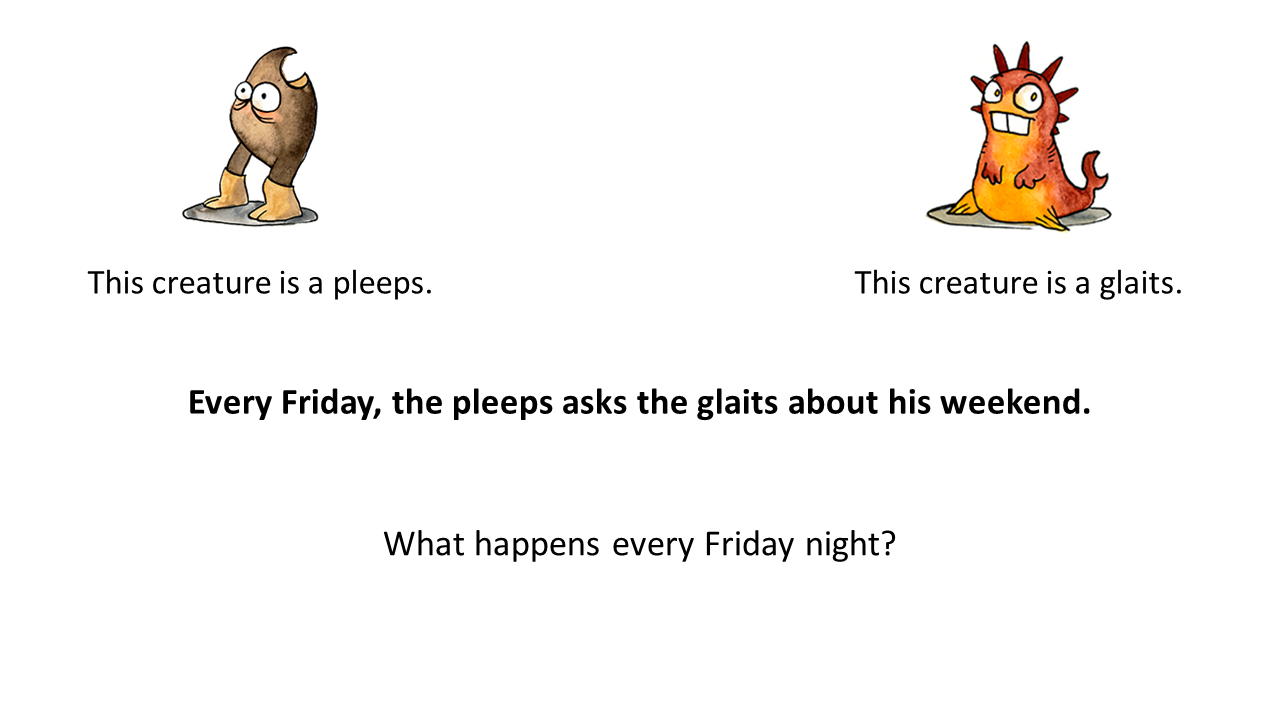 This creature is a pleeps.
This creature is a glaits.
Every Friday, the pleeps asks the glaits about his weekend.
What happens every Friday night?